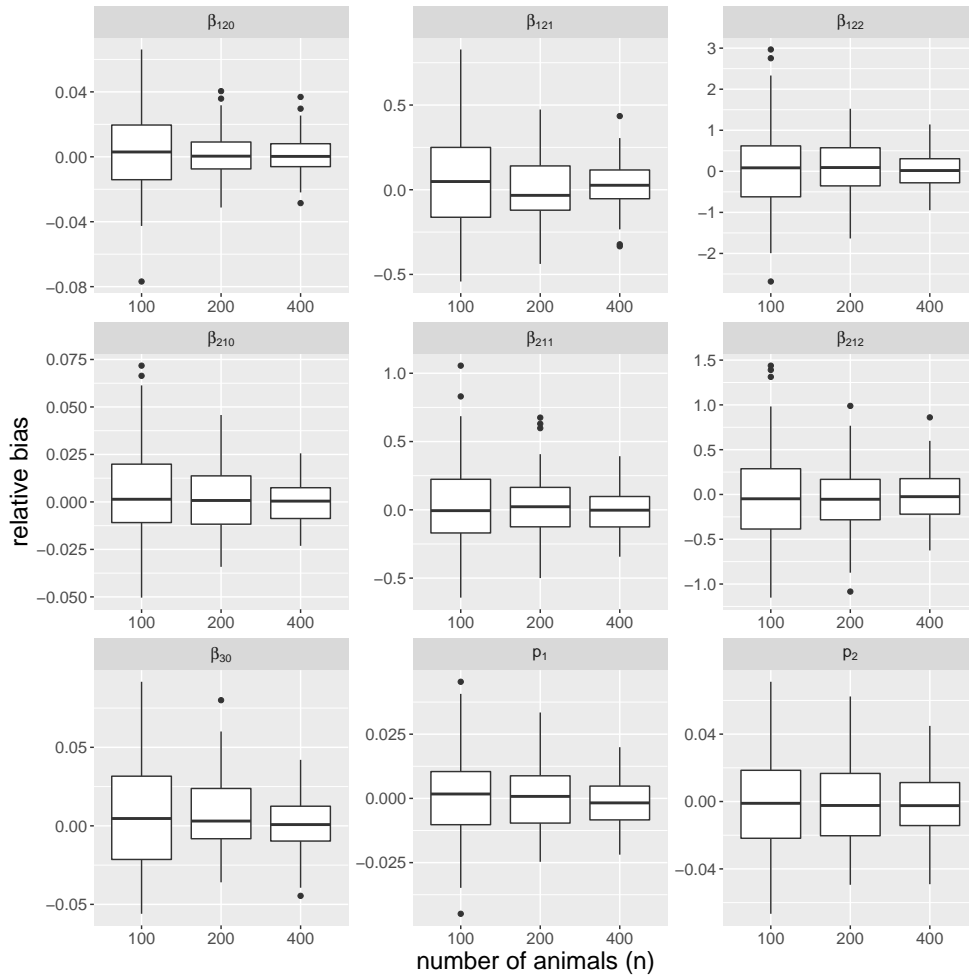 β₁₂₀ β₁₂₁ β₁₂₂
0.04 0.00 −0.04 −0.08
0.5 0.0 −0.5
3 2 1 0 −1 −2
100 200 400 100 200 400 100 200 400
β₂₁₀ β₂₁₁ β₂₁₂
0.075 0.050 0.025 0.000 −0.025 −0.050
1.0 0.5 0.0 −0.5
1.5 1.0 0.5 0.0 −0.5 −1.0
100 200 400 100 200 400 100 200 400
β₃₀ p₁ p₂
0.05 0.00 −0.05
0.025 0.000 −0.025
0.04 0.00 −0.04
100 200 400 100 200 400 100 200 400
relative bias
number of animals (n)